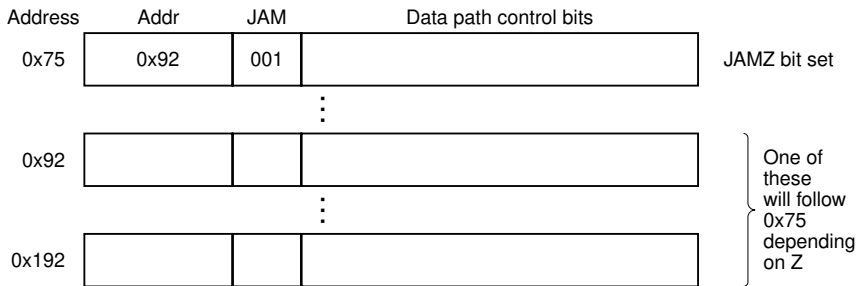 Address Addr JAM Data path control bits
0x75 0x92 001 JAMZ bit set
0x92
One of
these
will follow
0x75
depending
on Z
0x192